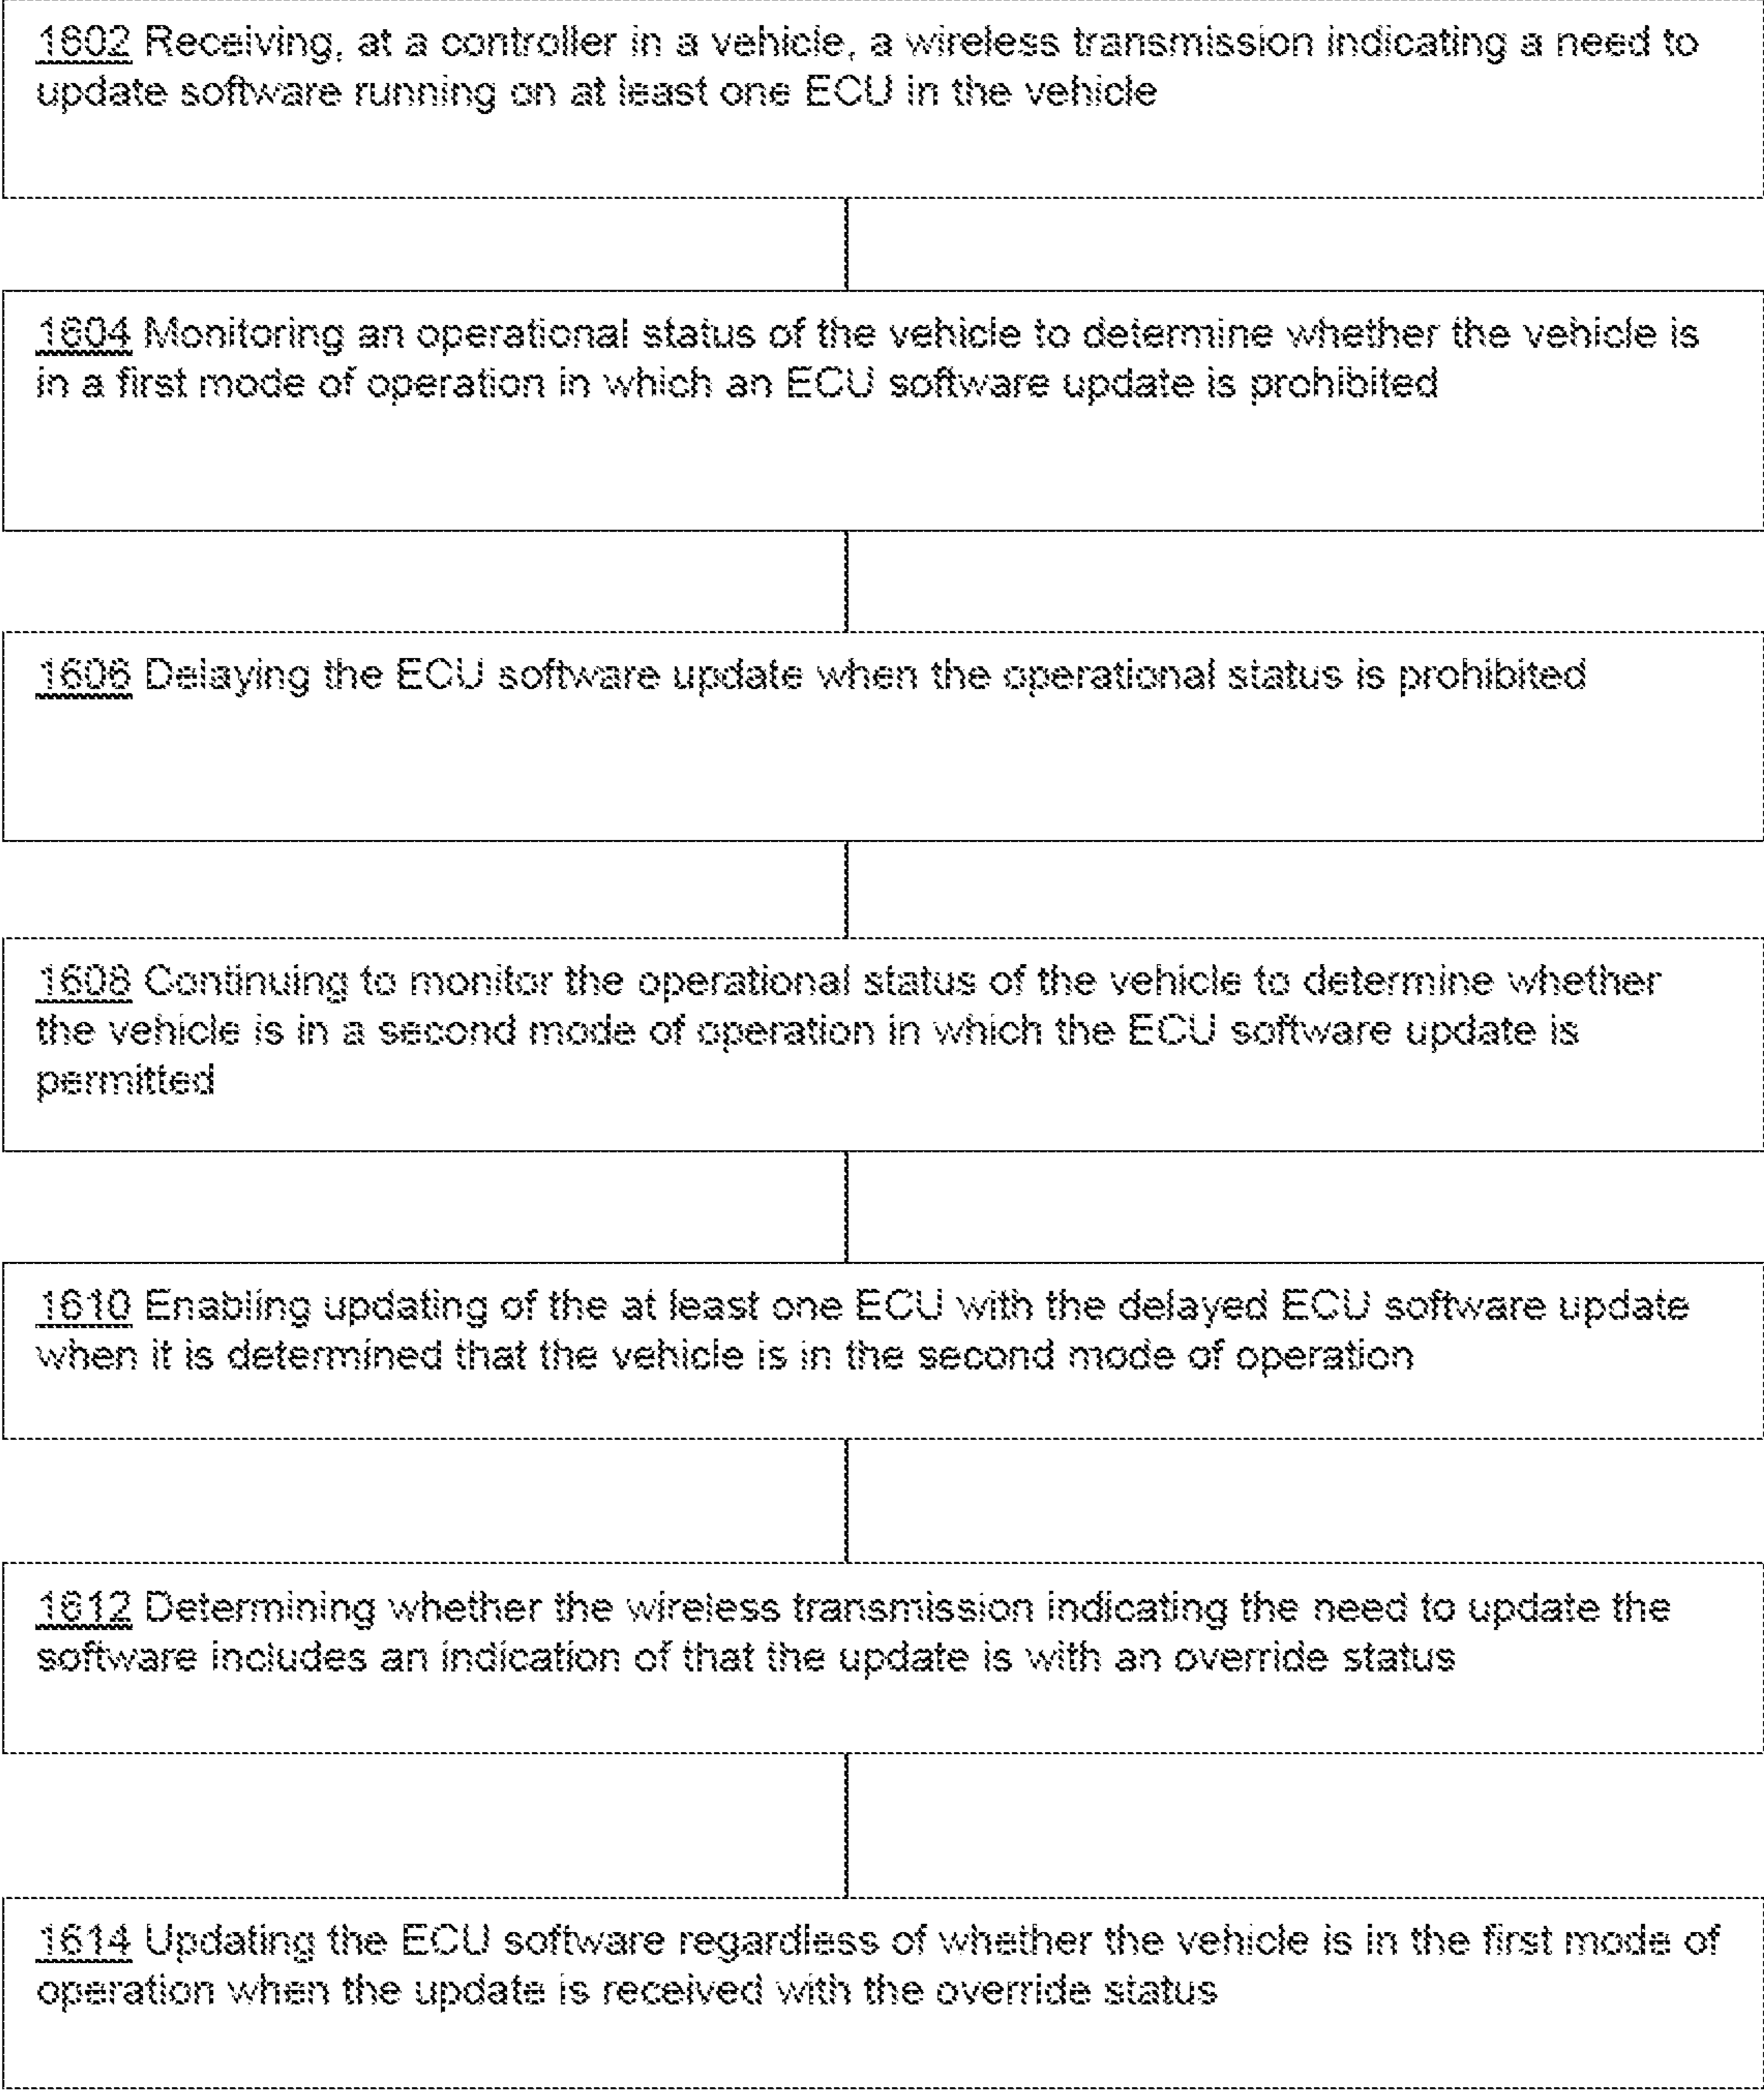 1602 Receiving, at a controller in a vehicle, a wireless transmission indicating a need to
update software running on at least one ECU in the vehicle
1604 Monitoring an operational status of the vehicle to determine whether the vehicle is
in a first mode of operation in which an ECU software update is prohibited
1606 Delaying the ECU software update when the operational status is prohibited
1608 Continuing to monitor the operational status of the vehicle to determine whether
the vehicle is in a second mode of operation in which the ECU software update is
permitted
1610 Enabling updating of the at least one ECU with the delayed ECU software update
when it is determined that the vehicle is in the second mode of operation
1612 Determining whether the wireless transmission indicating the need to update the
software includes an indication of that the update is with an override status
1614 Updating the ECU software regardless of whether the vehicle is in the first mode of
operation when the update is received with the override status